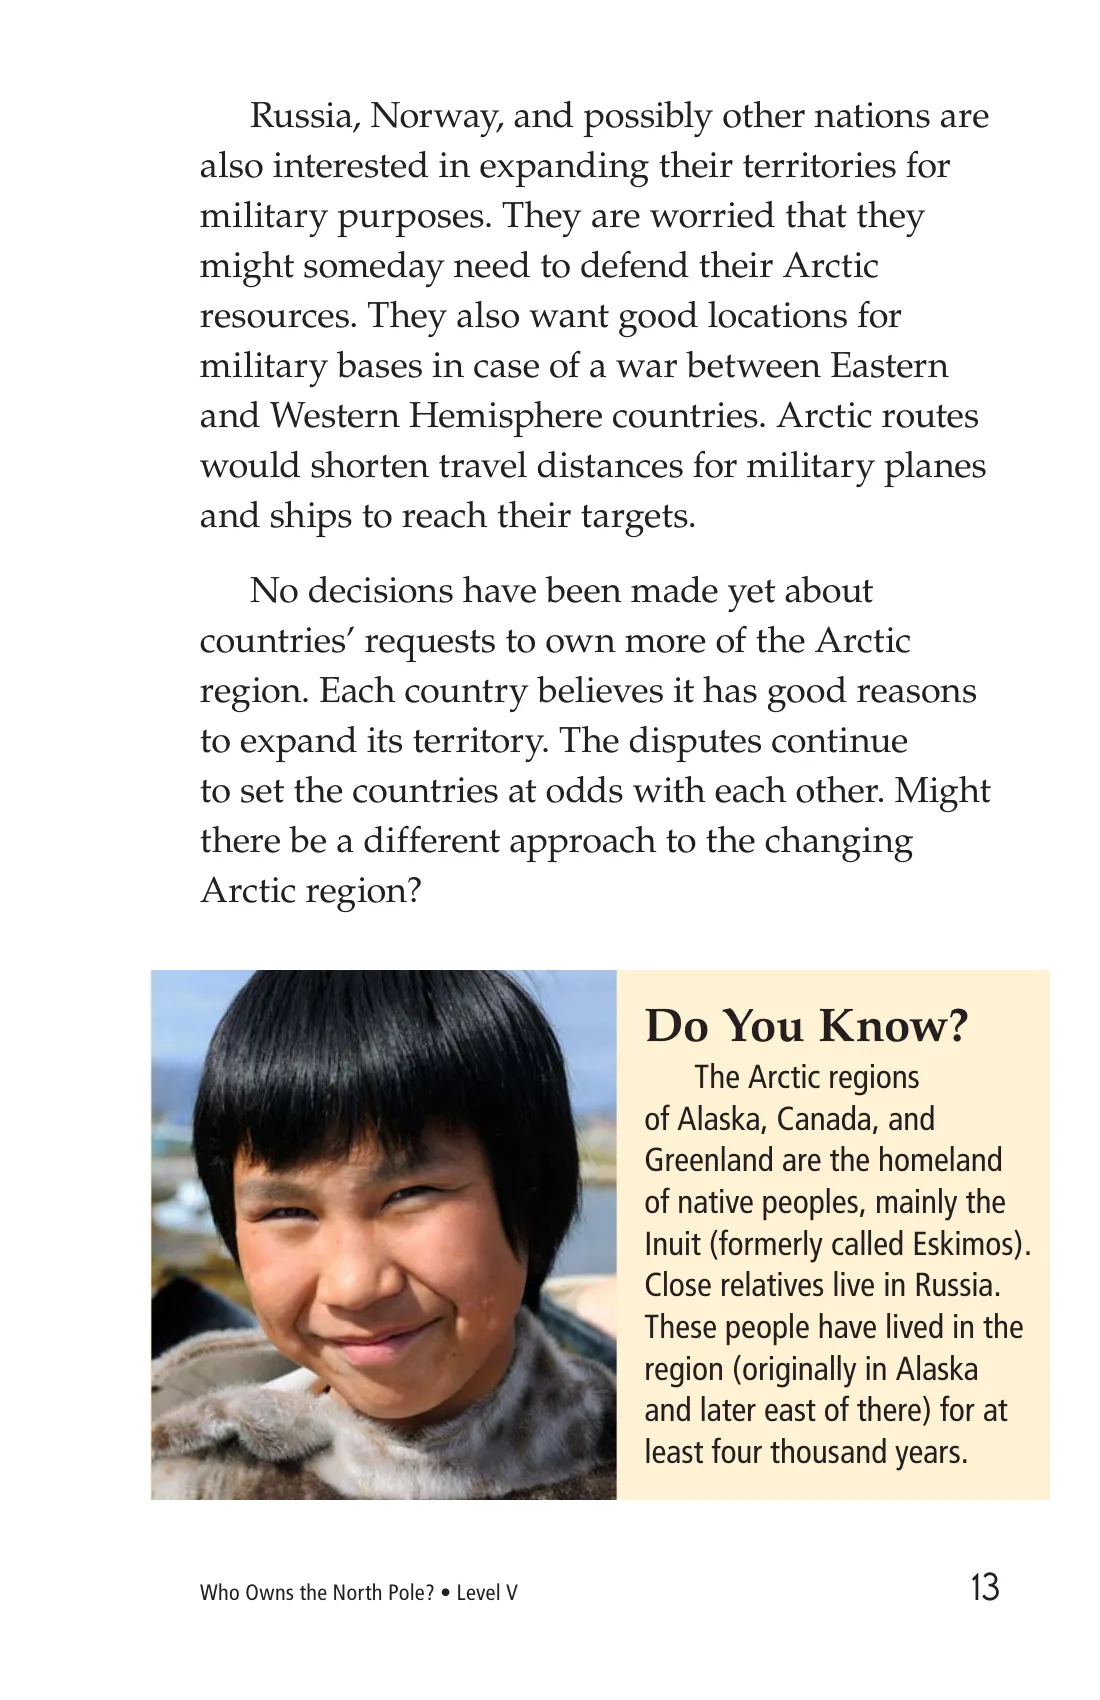 Russia, Norway, and possibly other nations are
also interested in expanding their territories for
military purposes. They are worried that they
might someday need to defend their Arctic
resources. They also want good locations for
military bases in case of a war between Eastern
and Western Hemisphere countries. Arctic routes
would shorten travel distances for military planes
and ships to reach their targets.
No decisions have been made yet about
countries’ requests to own more of the Arctic
region. Each country believes it has good reasons
to expand its territory. The disputes continue
to set the countries at odds with each other. Might
there be a different approach to the changing
Arctic region?
Do You Know?
The Arctic regions
of Alaska, Canada, and
Greenland are the homeland
of native peoples, mainly the
Inuit (formerly called Eskimos).
Close relatives live in Russia.
These people have lived in the
region (originally in Alaska
and later east of there) for at
least four thousand years.
Who Owns the North Pole? • Level V
13